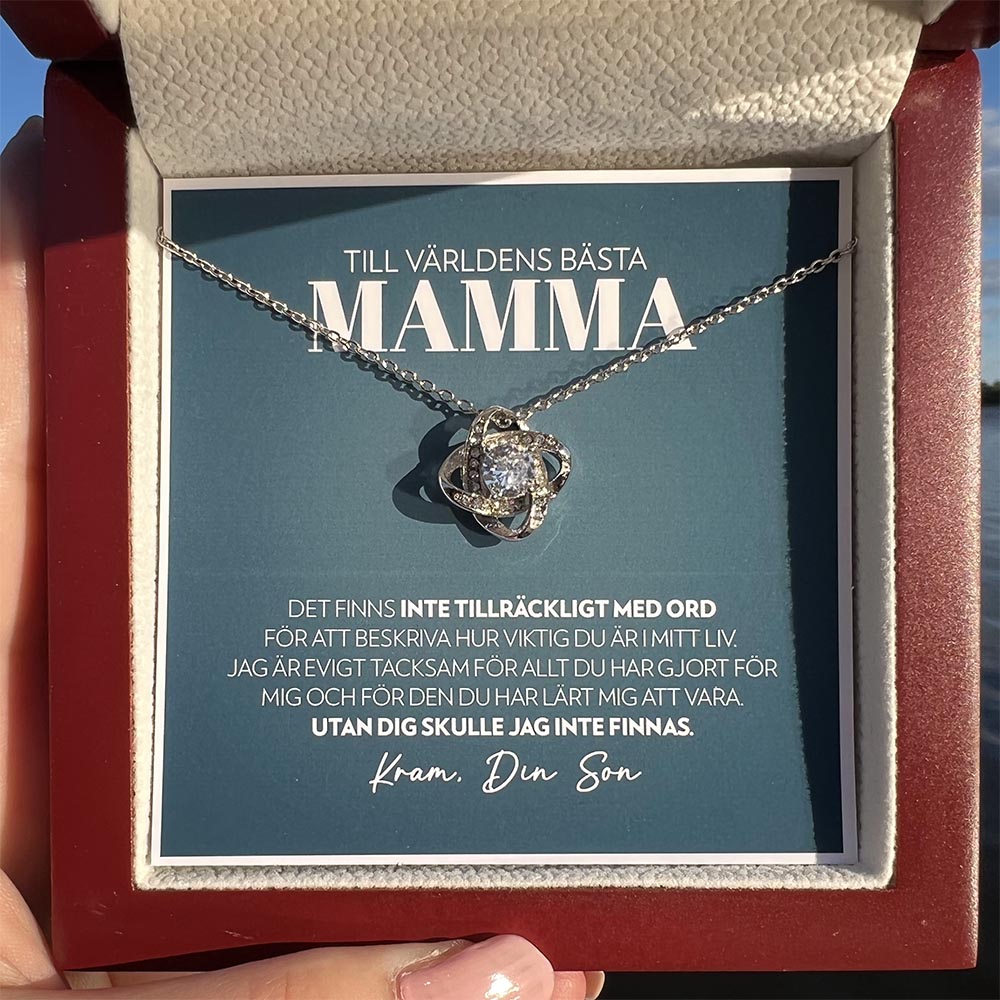 TILL VÄRLDENS BÄSTA
MAMMA
DET FINNS INTE TILLRÄCKLIGT MED ORD
FÖR ATT BESKRIVA HUR VIKTIG DU ÄR I MITT LIV.
JAG ÄR EVIGT TACKSAM FÖR ALLT DU HAR GJORT FÖR
MIG OCH FÖR DEN DU HAR LÄRT MIG ATT VARA.
UTAN DIG SKULLE JAG INTE FINNAS.
Kram, Din Son